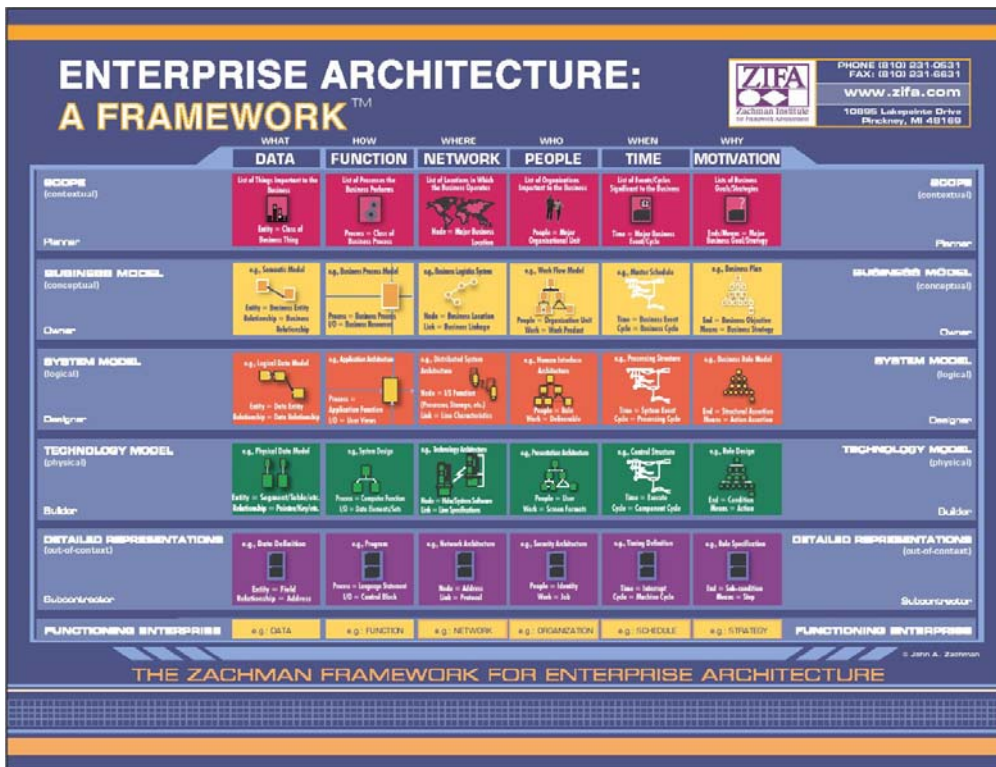 ENTERPRISE ARCHITECTURE:
A FRAMEWORK™
ZIFA
Zachman Institute
for Framework Advancement
PHONE (810) 231-0531
FAX: (810) 231-6631
www.zifa.com
10895 Lakepointe Drive
Pinckney, MI 48169
WHAT HOW WHERE WHO WHEN WHY
DATA FUNCTION NETWORK PEOPLE TIME MOTIVATION
SCOPE
(contextual)
Planner
List of Things Important to the
Business
Entity = Class of
Business Thing
List of Processes the
Business Performs
Process = Class of
Business Process
List of Locations in Which
the Business Operates
Node = Major Business
Location
List of Organizations
Important to the Business
People = Major
Organizational Unit
List of Events/Cycles
Significant to the Business
Time = Major Business
Event/Cycle
Lists of Business
Goals/Strategies
Ends/Means = Major
Business Goal/Strategy
SCOPE
(contextual)
Planner
BUSINESS MODEL
(conceptual)
Owner
e.g., Semantic Model
Entity = Business Entity
Relationship = Business
Relationship
e.g., Business Process Model
Process = Business Process
I/O = Business Resources
e.g., Business Logistics System
Node = Business Location
Link = Business Linkage
e.g., Work Flow Model
People = Organization Unit
Work = Work Product
e.g., Master Schedule
Time = Business Event
Cycle = Business Cycle
e.g., Business Plan
End = Business Objective
Means = Business Strategy
BUSINESS MODEL
(conceptual)
Owner
SYSTEM MODEL
(logical)
Designer
e.g., Logical Data Model
Entity = Data Entity
Relationship = Data Relationship
e.g., Application Architecture
Process =
Application Function
I/O = User Views
e.g., Distributed System
Architecture
Node = I/S Function
(Processor, Storage, etc.)
Link = Line Characteristics
e.g., Human Interface
Architecture
People = Role
Work = Deliverable
e.g., Processing Structure
Time = System Event
Cycle = Processing Cycle
e.g., Business Rule Model
End = Structural Assertion
Means = Action Assertion
SYSTEM MODEL
(logical)
Designer
TECHNOLOGY MODEL
(physical)
Builder
e.g., Physical Data Model
Entity = Segment/Table/etc.
Relationship = Pointer/Key/etc.
e.g., System Design
Process = Computer Function
I/O = Data Elements/Sets
e.g., Technology Architecture
Node = Hdw/System Software
Link = Line Specifications
e.g., Presentation Architecture
People = User
Work = Screen Formats
e.g., Control Structure
Time = Execute
Cycle = Component Cycle
e.g., Rule Design
End = Condition
Means = Action
TECHNOLOGY MODEL
(physical)
Builder
DETAILED REPRESENTATIONS
(out-of-context)
Subcontractor
e.g., Data Definition
Entity = Field
Relationship = Address
e.g., Program
Process = Language Statement
I/O = Control Block
e.g., Network Architecture
Node = Address
Link = Protocol
e.g., Security Architecture
People = Identity
Work = Job
e.g., Timing Definition
Time = Interrupt
Cycle = Machine Cycle
e.g., Rule Specification
End = Sub-condition
Means = Step
DETAILED REPRESENTATIONS
(out-of-context)
Subcontractor
FUNCTIONING ENTERPRISE
e.g.: DATA
e.g.: FUNCTION
e.g.: NETWORK
e.g.: ORGANIZATION
e.g.: SCHEDULE
e.g.: STRATEGY
FUNCTIONING ENTERPRISE
© John A. Zachman
THE ZACHMAN FRAMEWORK FOR ENTERPRISE ARCHITECTURE